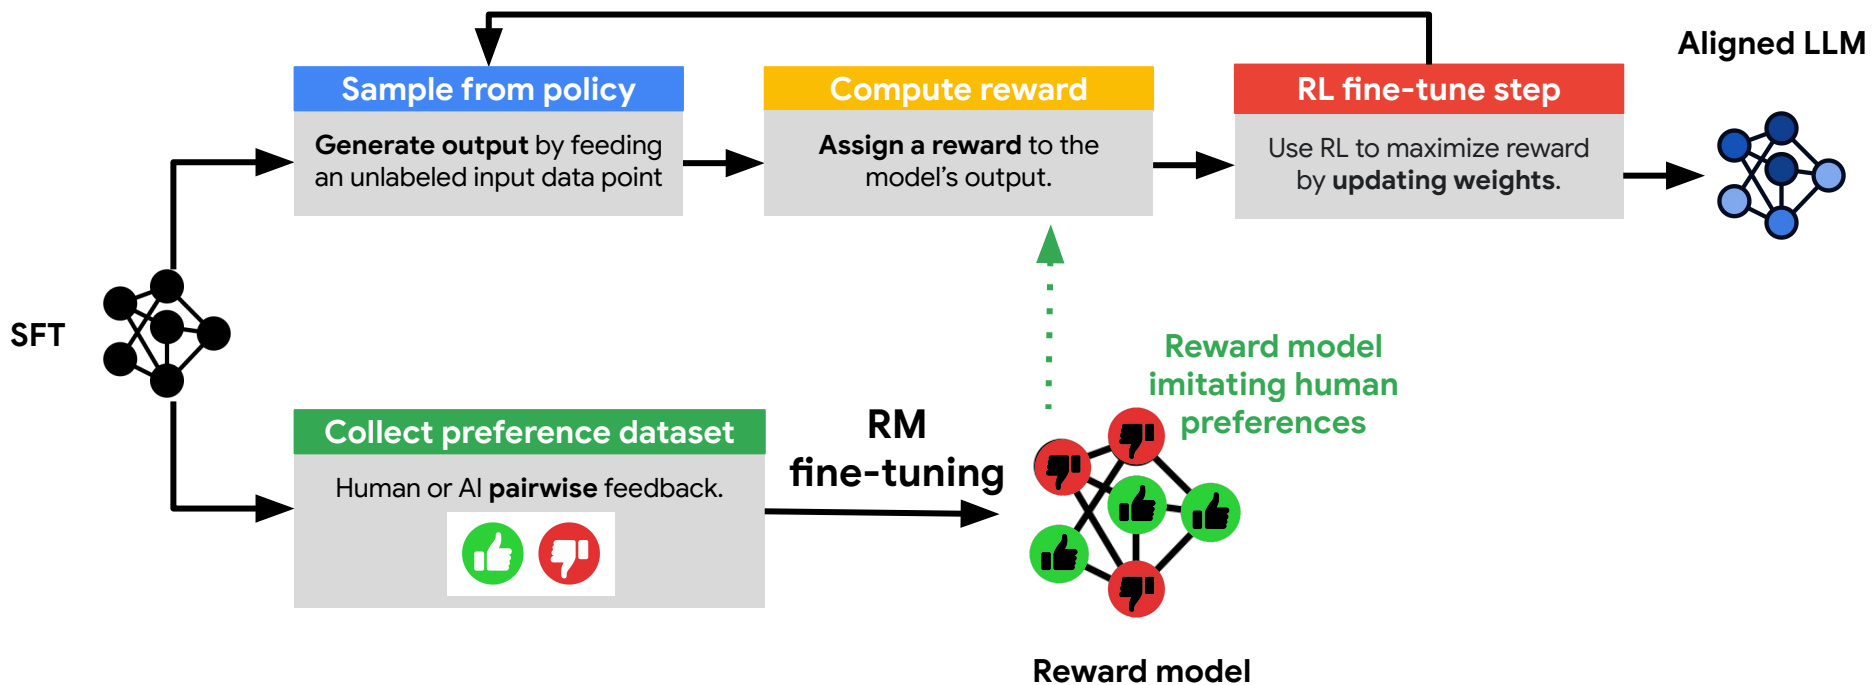 Aligned LLM
Sample from policy
Generate output by feeding
an unlabeled input data point
Compute reward
Assign a reward to the
model's output.
RL fine-tune step
Use RL to maximize reward
by updating weights.
SFT
Collect preference dataset
Human or AI pairwise feedback.
RM
fine-tuning
Reward model
imitating human
preferences
Reward model